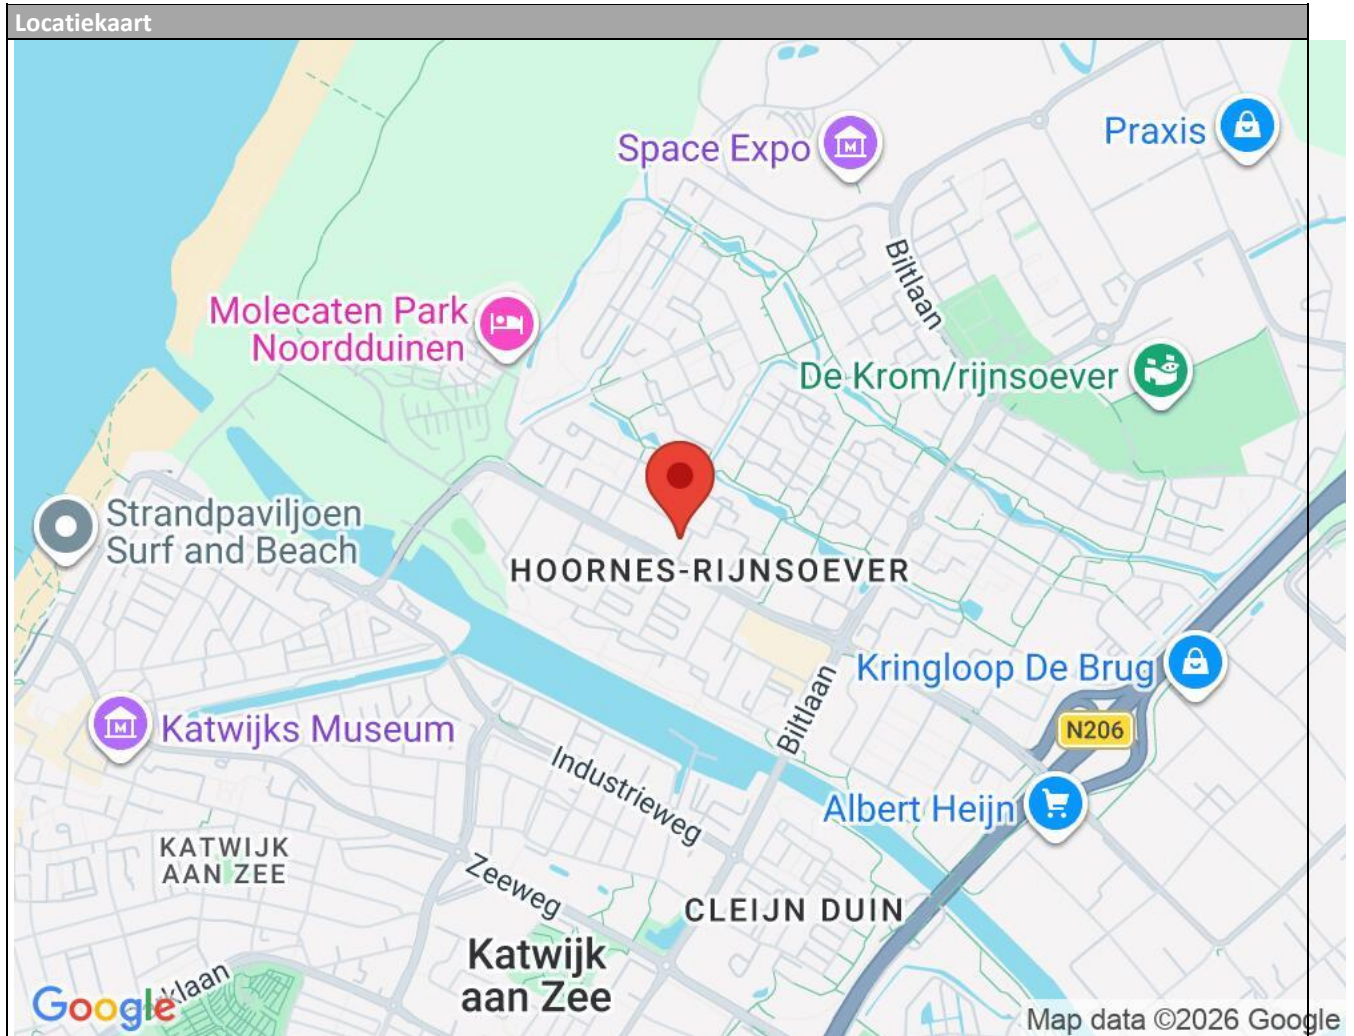 Locatiekaart
Space Expo
Praxis
Biltlaan
Molecaten Park
Noordduinen
De Krom/rijnsoever
Strandpaviljoen
Surf and Beach
HOORNES-RIJNSOEVER
Kringloop De Brug
Katwijks Museum
Biltlaan
N206
Industrieweg
Albert Heijn
KATWIJK
AAN ZEE
Zeeweg
CLEIJN DUIN
Katwijk
aan Zee
klaan
Google
Map data ©2026 Google